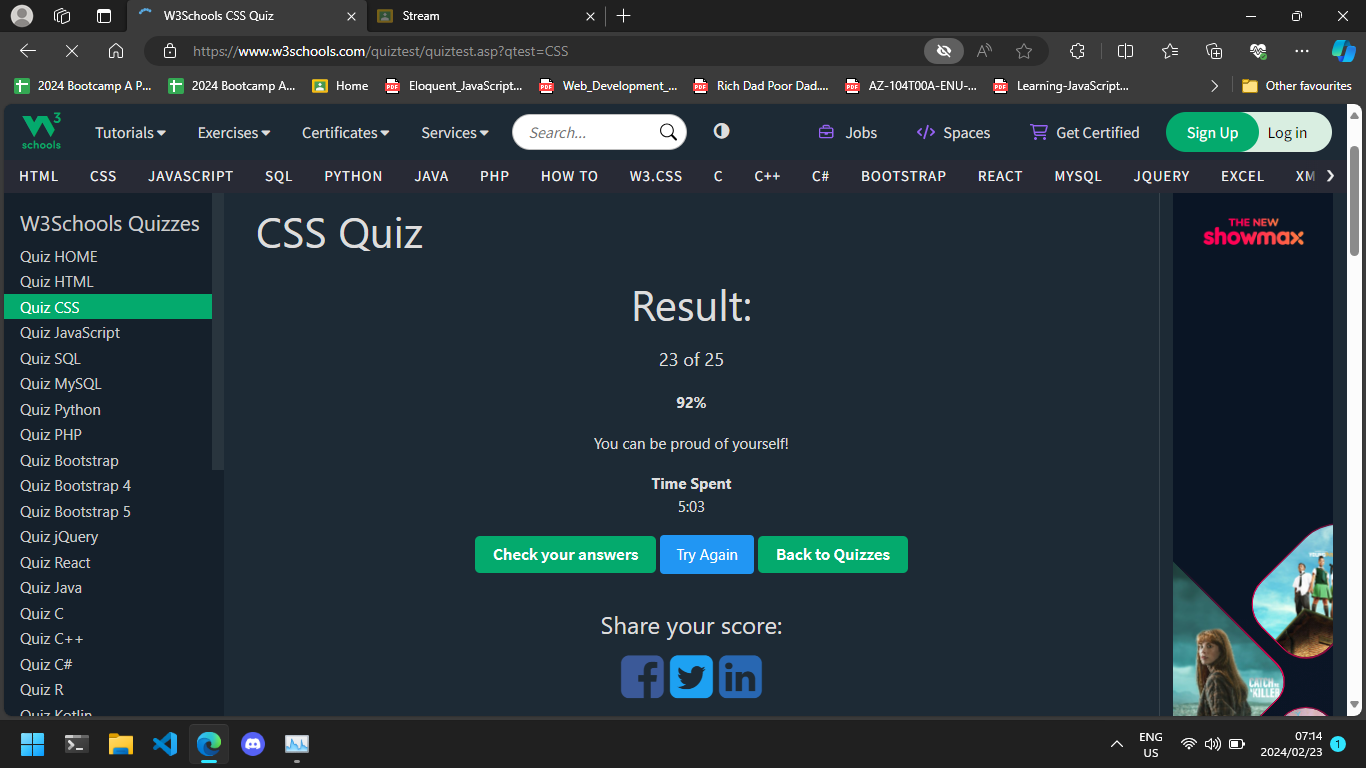 W3Schools CSS Quiz
Stream
https://www.w3schools.com/quiztest/quiztest.asp?qtest=CSS
2024 Bootcamp A P...
2024 Bootcamp A...
Home
Eloquent_JavaScript...
Web_Development_...
Rich Dad Poor Dad....
AZ-104T00A-ENU-...
Learning-JavaScript...
Other favourites
W3 schools
Tutorials
Exercises
Certificates
Services
Search...
Jobs
Spaces
Get Certified
Sign Up
Log in
HTML
CSS
JAVASCRIPT
SQL
PYTHON
JAVA
PHP
HOW TO
W3.CSS
C
C++
C#
BOOTSTRAP
REACT
MYSQL
JQUERY
EXCEL
XM
W3Schools Quizzes
Quiz HOME
Quiz HTML
Quiz CSS
Quiz JavaScript
Quiz SQL
Quiz MySQL
Quiz Python
Quiz PHP
Quiz Bootstrap
Quiz Bootstrap 4
Quiz Bootstrap 5
Quiz jQuery
Quiz React
Quiz Java
Quiz C
Quiz C++
Quiz C#
Quiz R
Quiz Kotlin
CSS Quiz
Result:
23 of 25
92%
You can be proud of yourself!
Time Spent
5:03
Check your answers
Try Again
Back to Quizzes
Share your score:
THE NEW
showmax
ENG
US
07:14
2024/02/23
1